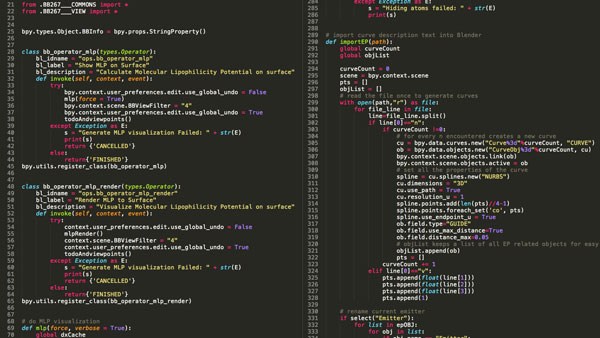 21 from .BB267___COMMONS import *
22 from .BB267___VIEW import *
23
24
25 bpy.types.Object.BBInfo = bpy.props.StringProperty()
26
27
28 class bb_operator_mlp(types.Operator):
29 bl_idname = "ops.bb_operator_mlp"
30 bl_label = "Show MLP on Surface"
31 bl_description = "Calculate Molecular Lipophilicity Potential on surface"
32 def invoke(self, context, event):
33 try:
34 bpy.context.user_preferences.edit.use_global_undo = False
35 mlp(force = True)
36 bpy.context.scene.BBViewFilter = "4"
37 bpy.context.user_preferences.edit.use_global_undo = True
38 todoAndviewpoints()
39 except Exception as E:
40 s = "Generate MLP visualization Failed: " + str(E)
41 print(s)
42 return {'CANCELLED'}
43 else:
44 return{'FINISHED'}
45 bpy.utils.register_class(bb_operator_mlp)
46
47
48 class bb_operator_mlp_render(types.Operator):
49 bl_idname = "ops.bb_operator_mlp_render"
50 bl_label = "Render MLP to Surface"
51 bl_description = "Visualize Molecular Lipophilicity Potential on surface"
52 def invoke(self, context, event):
53 try:
54 context.user_preferences.edit.use_global_undo = False
55 mlpRender()
56 context.scene.BBViewFilter = "4"
57 context.user_preferences.edit.use_global_undo = True
58 todoAndviewpoints()
59 except Exception as E:
60 s = "Generate MLP visualization Failed: " + str(E)
61 print(s)
62 return {'CANCELLED'}
63 else:
64 return{'FINISHED'}
65 bpy.utils.register_class(bb_operator_mlp_render)
66
67
68 # do MLP visualization
69 def mlp(force, verbose = True):
70 global dxCache
284 except Exception as E:
285 s = "Hiding atoms failed: " + str(E)
286 print(s)
287
288
289 # import curve description text into Blender
290 def importEP(path):
291 global curveCount
292 global objList
293
294 curveCount = 0
295 scene = bpy.context.scene
296 pts = []
297 objList = []
298 # read the file once to generate curves
299 with open(path,"r") as file:
300 for file_line in file:
301 line=file_line.split()
302 if line[0]=="n":
303 if curveCount !=0:
304 # for every n encountered creates a new curve
305 cu = bpy.data.curves.new("Curve%3d"%curveCount, "CURVE")
306 ob = bpy.data.objects.new("CurveObj%3d"%curveCount, cu)
307 bpy.context.scene.objects.link(ob)
308 bpy.context.scene.objects.active = ob
309 # set all the properties of the curve
310 spline = cu.splines.new("NURBS")
311 cu.dimensions = "3D"
312 cu.use_path = True
313 cu.resolution_u = 1
314 spline.points.add(len(pts)//4-1)
315 spline.points.foreach_set('co', pts)
316 spline.use_endpoint_u = True
317 ob.field.type="GUIDE"
318 ob.field.use_max_distance=True
319 ob.field.distance_max=0.05
320 # objList keeps a list of all EP related objects for easy
321 objList.append(ob)
322 pts = []
323 curveCount += 1
324 elif line[0]=="v":
325 pts.append(float(line[1]))
326 pts.append(float(line[2]))
327 pts.append(float(line[3]))
328 pts.append(1)
329
330 # rename current emitter
331 if select("Emitter"):
332 for list in epOBJ:
333 for obj in list: